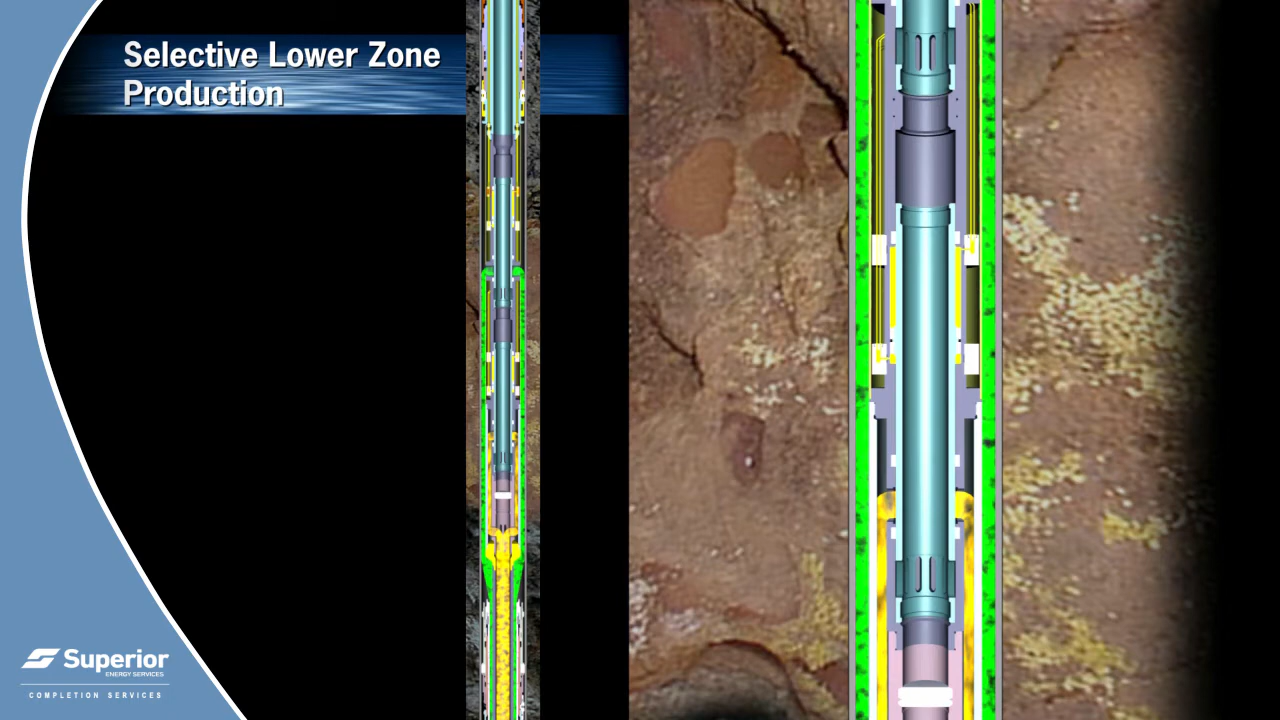 Selective Lower Zone
Production
Superior
ENERGY SERVICES
COMPLETION SERVICES